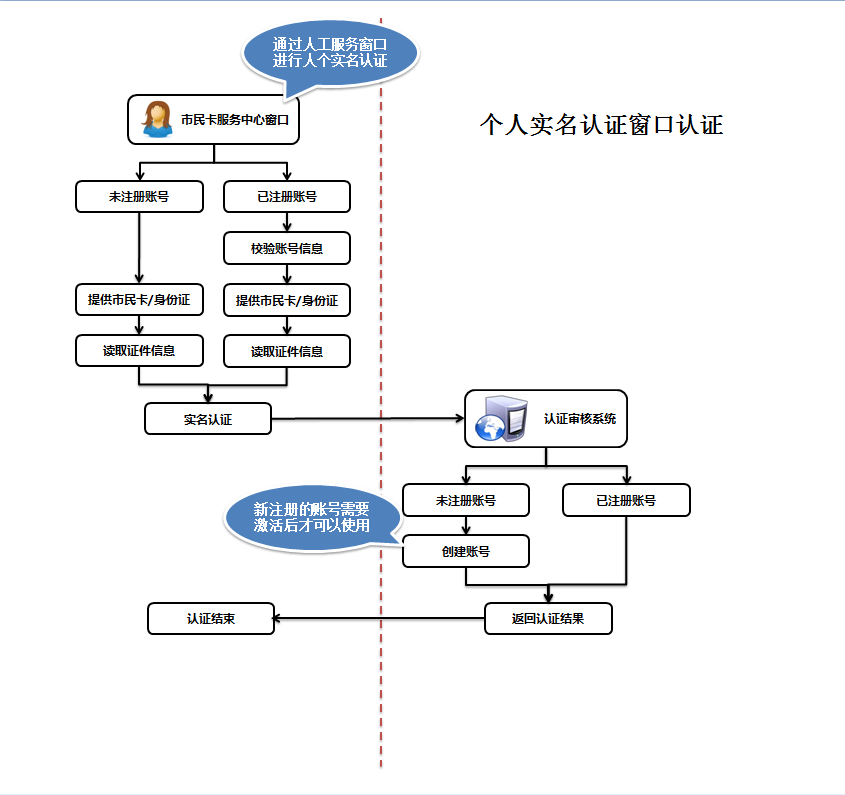 通过人工服务窗口
进行人个实名认证
个人实名认证窗口认证
市民卡服务中心窗口
未注册账号
已注册账号
校验账号信息
提供市民卡/身份证
提供市民卡/身份证
读取证件信息
读取证件信息
实名认证
认证审核系统
新注册的账号需要
激活后才可以使用
未注册账号
已注册账号
创建账号
认证结束
返回认证结果